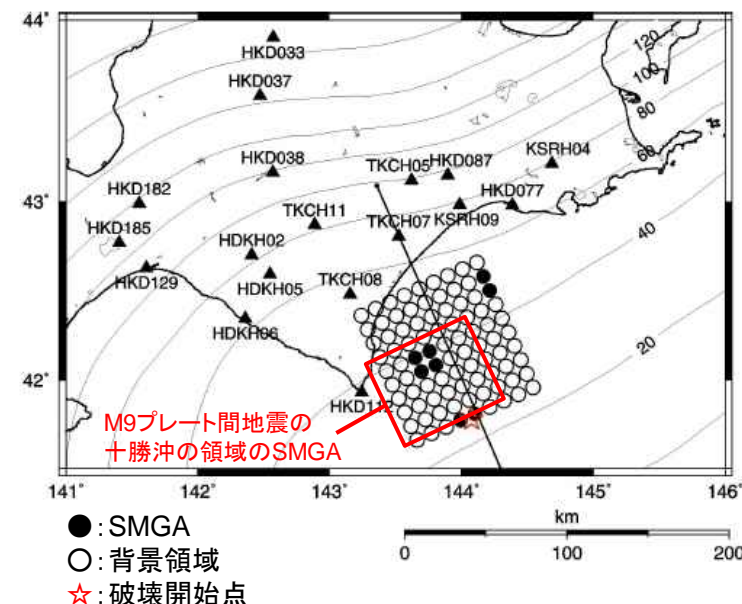 44°
HKD033
120
100
HKD037
80
HKD038
TKCH05
HKD087
KSRH04
60
43°
HKD182
HKD077
TKCH11
HKD185
TKCH07
KSRH09
HDKH02
40
HKD129
HDKH05
TKCH08
HDKH06
20
42°
HKD112
M9プレート間地震の
十勝沖の領域のSMGA
141° 142° 143° 144° 145° 146°
●:SMGA
○:背景領域
☆:破壊開始点
km
0 100 200